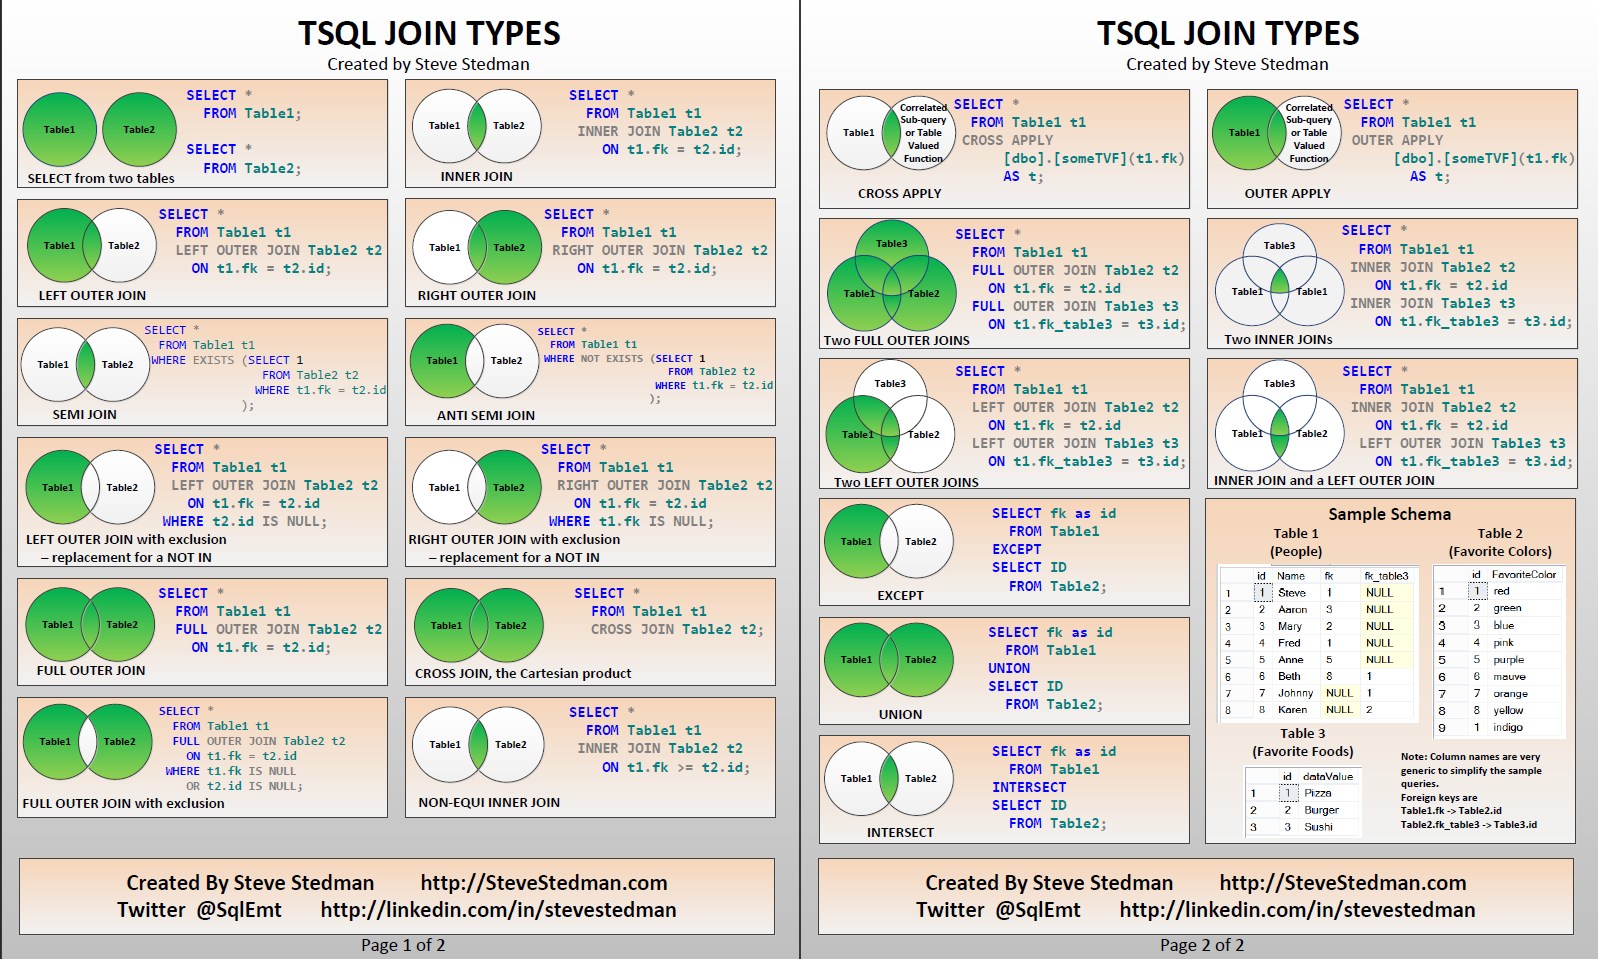 TSQL JOIN TYPES
Created by Steve Stedman
Table1
Table2
SELECT *
FROM Table1;
SELECT *
FROM Table2;
SELECT from two tables
Table1
Table2
SELECT *
FROM Table1 t1
INNER JOIN Table2 t2
ON t1.fk = t2.id;
INNER JOIN
Table1
Table2
SELECT *
FROM Table1 t1
LEFT OUTER JOIN Table2 t2
ON t1.fk = t2.id;
LEFT OUTER JOIN
Table1
Table2
SELECT *
FROM Table1 t1
RIGHT OUTER JOIN Table2 t2
ON t1.fk = t2.id;
RIGHT OUTER JOIN
Table1
Table2
SELECT *
FROM Table1 t1
WHERE EXISTS (SELECT 1
FROM Table2 t2
WHERE t1.fk = t2.id
);
SEMI JOIN
Table1
Table2
SELECT *
FROM Table1 t1
WHERE NOT EXISTS (SELECT 1
FROM Table2 t2
WHERE t1.fk = t2.id
);
ANTI SEMI JOIN
Table1
Table2
SELECT *
FROM Table1 t1
LEFT OUTER JOIN Table2 t2
ON t1.fk = t2.id
WHERE t2.id IS NULL;
LEFT OUTER JOIN with exclusion
– replacement for a NOT IN
Table1
Table2
SELECT *
FROM Table1 t1
RIGHT OUTER JOIN Table2 t2
ON t1.fk = t2.id
WHERE t1.fk IS NULL;
RIGHT OUTER JOIN with exclusion
– replacement for a NOT IN
Table1
Table2
SELECT *
FROM Table1 t1
FULL OUTER JOIN Table2 t2
ON t1.fk = t2.id;
FULL OUTER JOIN
Table1
Table2
SELECT *
FROM Table1 t1
CROSS JOIN Table2 t2;
CROSS JOIN, the Cartesian product
Table1
Table2
SELECT *
FROM Table1 t1
FULL OUTER JOIN Table2 t2
ON t1.fk = t2.id
WHERE t1.fk IS NULL
OR t2.id IS NULL;
FULL OUTER JOIN with exclusion
Table1
Table2
SELECT *
FROM Table1 t1
INNER JOIN Table2 t2
ON t1.fk >= t2.id;
NON-EQUI INNER JOIN
Created By Steve Stedman http://SteveStedman.com
Twitter @SqlEmt http://linkedin.com/in/stevestedman
Page 1 of 2
TSQL JOIN TYPES
Created by Steve Stedman
Table1
Correlated
Sub-query
or Table
Valued
Function
SELECT *
FROM Table1 t1
CROSS APPLY
[dbo].[someTVF](t1.fk)
AS t;
CROSS APPLY
Table1
Correlated
Sub-query
or Table
Valued
Function
SELECT *
FROM Table1 t1
OUTER APPLY
[dbo].[someTVF](t1.fk)
AS t;
OUTER APPLY
Table3
Table1
Table2
SELECT *
FROM Table1 t1
FULL OUTER JOIN Table2 t2
ON t1.fk = t2.id
FULL OUTER JOIN Table3 t3
ON t1.fk_table3 = t3.id;
Two FULL OUTER JOINS
Table3
Table1
Table1
SELECT *
FROM Table1 t1
INNER JOIN Table2 t2
ON t1.fk = t2.id
INNER JOIN Table3 t3
ON t1.fk_table3 = t3.id;
Two INNER JOINs
Table3
Table1
Table2
SELECT *
FROM Table1 t1
LEFT OUTER JOIN Table2 t2
ON t1.fk = t2.id
LEFT OUTER JOIN Table3 t3
ON t1.fk_table3 = t3.id;
Two LEFT OUTER JOINS
Table3
Table1
Table2
SELECT *
FROM Table1 t1
INNER JOIN Table2 t2
ON t1.fk = t2.id
LEFT OUTER JOIN Table3 t3
ON t1.fk_table3 = t3.id;
INNER JOIN and a LEFT OUTER JOIN
Table1
Table2
SELECT fk as id
FROM Table1
EXCEPT
SELECT ID
FROM Table2;
EXCEPT
Table1
Table2
SELECT fk as id
FROM Table1
UNION
SELECT ID
FROM Table2;
UNION
Table1
Table2
SELECT fk as id
FROM Table1
INTERSECT
SELECT ID
FROM Table2;
INTERSECT
Sample Schema
Table 1
(People)
id Name fk fk_table3
1 1 Steve 1 NULL
2 2 Aaron 3 NULL
3 3 Mary 2 NULL
4 4 Fred 1 NULL
5 5 Anne 5 NULL
6 6 Beth 8 1
7 7 Johnny NULL 1
8 8 Karen NULL 2
Table 2
(Favorite Colors)
id FavoriteColor
1 1 red
2 2 green
3 3 blue
4 4 pink
5 5 purple
6 6 mauve
7 7 orange
8 8 yellow
9 1 indigo
Table 3
(Favorite Foods)
id dataValue
1 1 Pizza
2 2 Burger
3 3 Sushi
Note: Column names are very
generic to simplify the sample
queries.
Foreign keys are
Table1.fk -> Table2.id
Table2.fk_table3 -> Table3.id
Created By Steve Stedman http://SteveStedman.com
Twitter @SqlEmt http://linkedin.com/in/stevestedman
Page 2 of 2